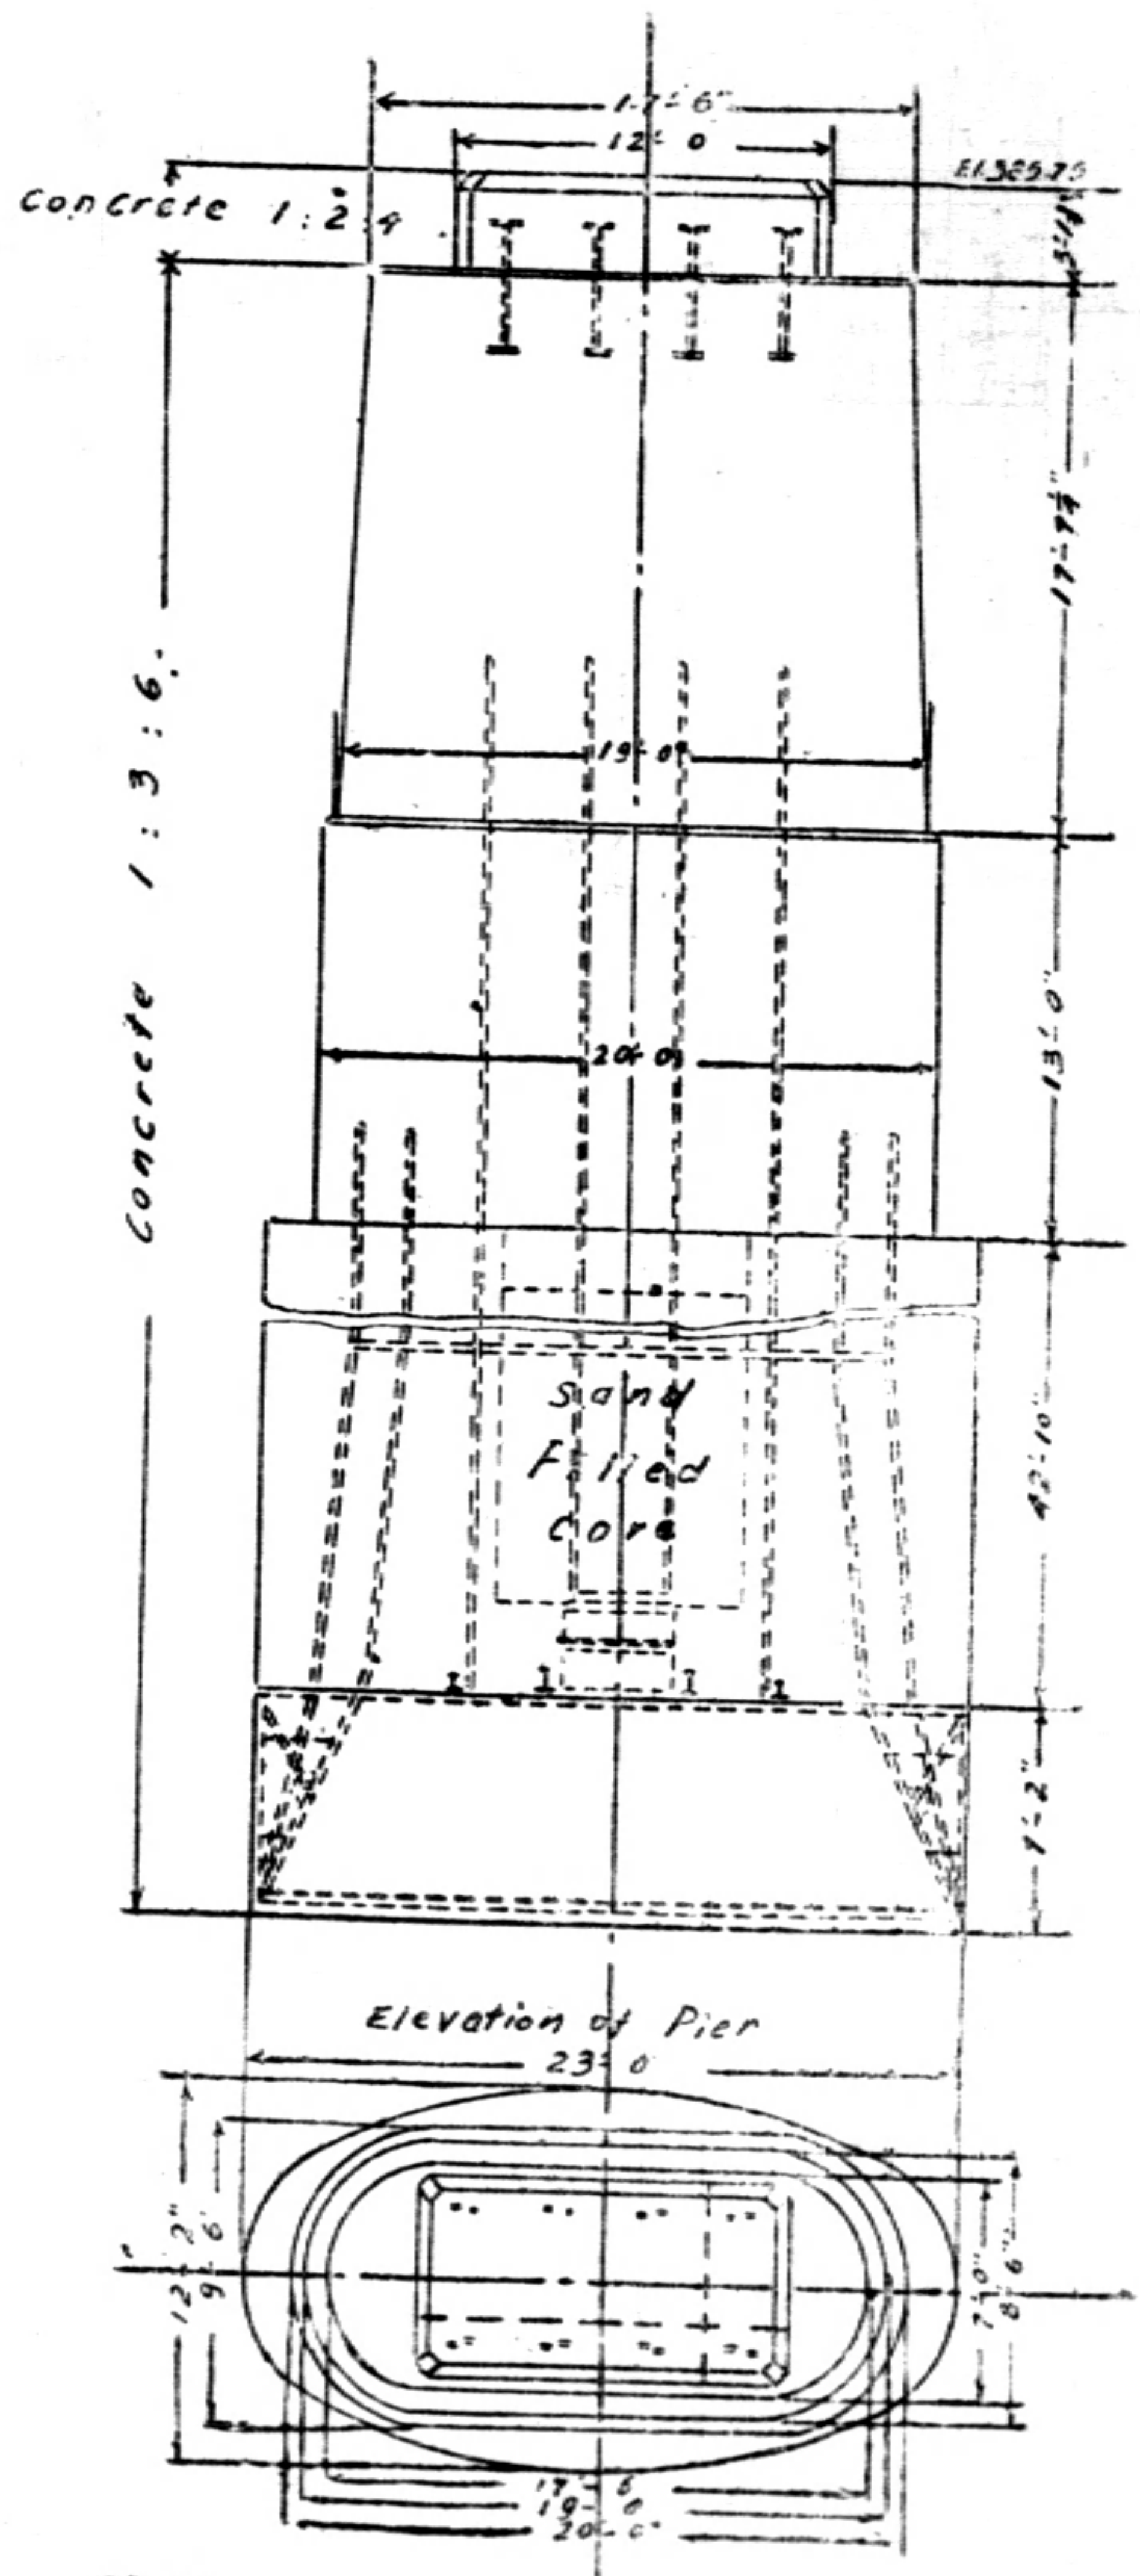 17'-6"
12'-0
El.325.75
Concrete 1:2:4
3'-1½"
17'-9¼"
Concrete 1:3:6.
19'-0"
20'-0
13'-0"
Sand
Filled
Core
42'-10"
9'-2"
Elevation of Pier
23'-0
12'-2"
9'-6"
7'-0"
8'-6"
17'-6
19'-0
20'-0"